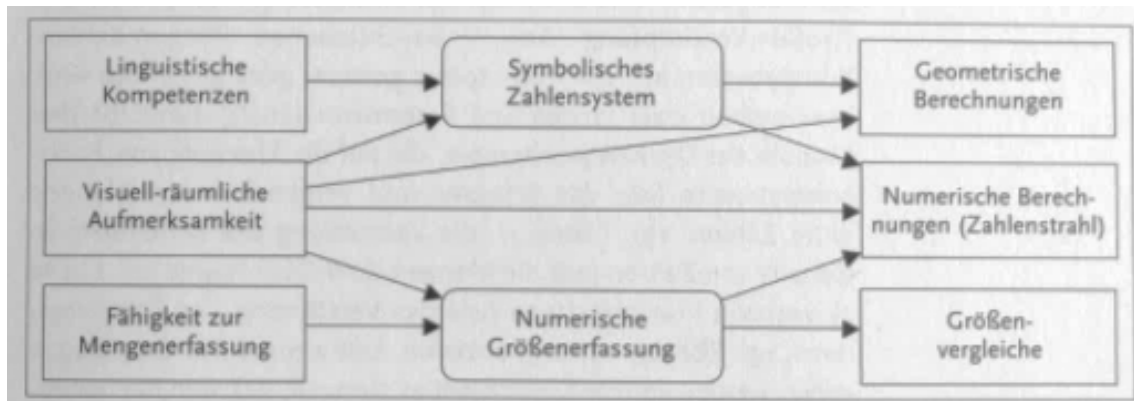 Linguistische
Kompetenzen
Symbolisches
Zahlensystem
Geometrische
Berechnungen
Visuell-räumliche
Aufmerksamkeit
Numerische Berech-
nungen (Zahlenstrahl)
Fähigkeit zur
Mengenerfassung
Numerische
Größenerfassung
Größen-
vergleiche